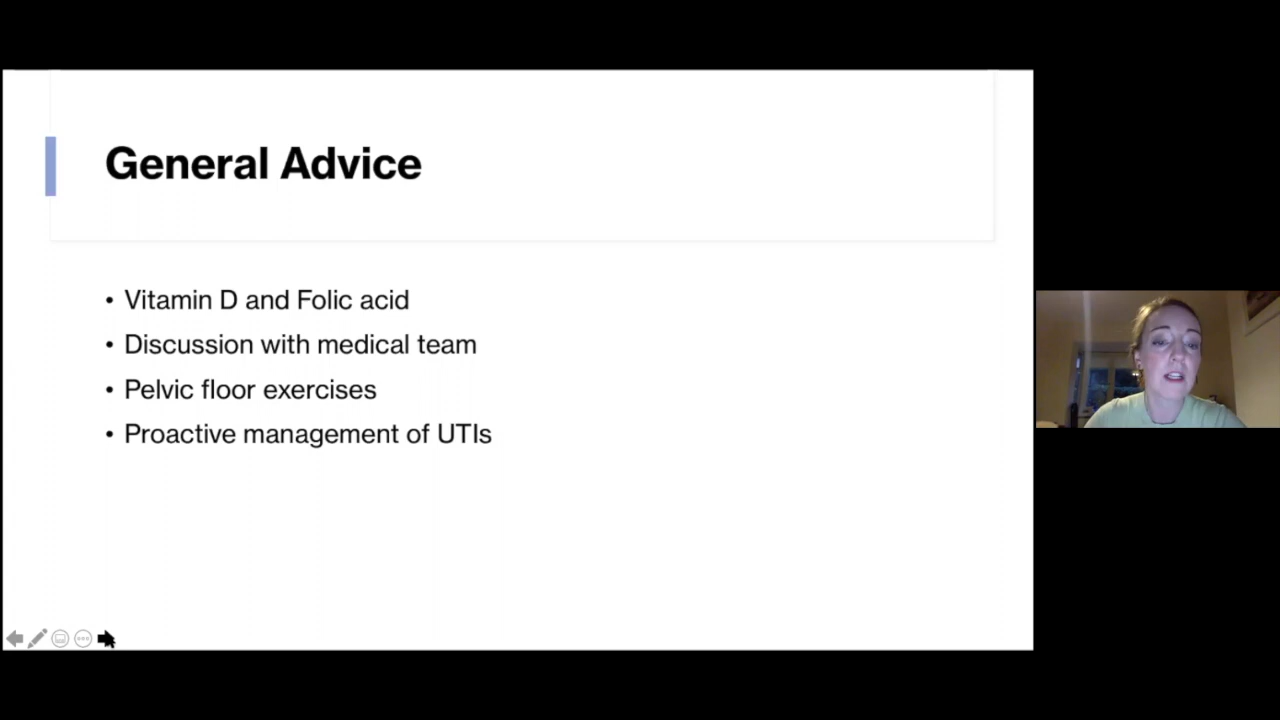 General Advice
• Vitamin D and Folic acid
• Discussion with medical team
• Pelvic floor exercises
• Proactive management of UTIs